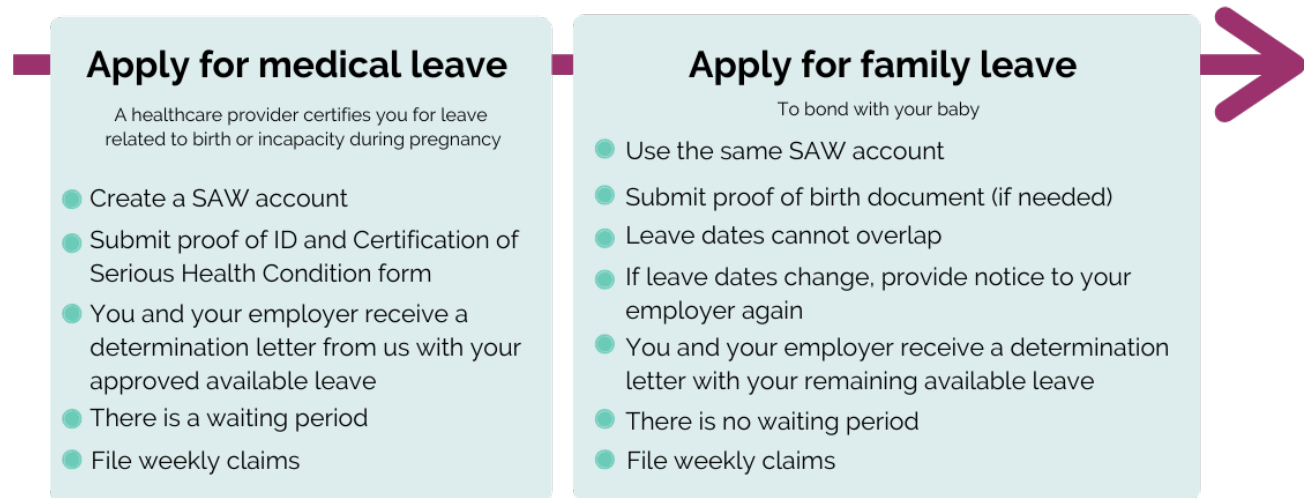 Apply for medical leave
A healthcare provider certifies you for leave
related to birth or incapacity during pregnancy
Create a SAW account
Submit proof of ID and Certification of
Serious Health Condition form
You and your employer receive a
determination letter from us with your
approved available leave
There is a waiting period
File weekly claims
Apply for family leave
To bond with your baby
Use the same SAW account
Submit proof of birth document (if needed)
Leave dates cannot overlap
If leave dates change, provide notice to your
employer again
You and your employer receive a determination
letter with your remaining available leave
There is no waiting period
File weekly claims